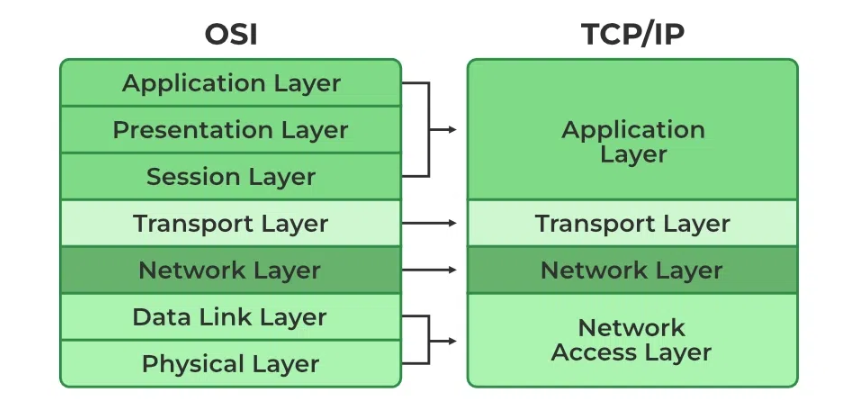 OSI
TCP/IP
Application Layer
Presentation Layer
Session Layer
Transport Layer
Network Layer
Data Link Layer
Physical Layer
Application
Layer
Transport Layer
Network Layer
Network
Access Layer